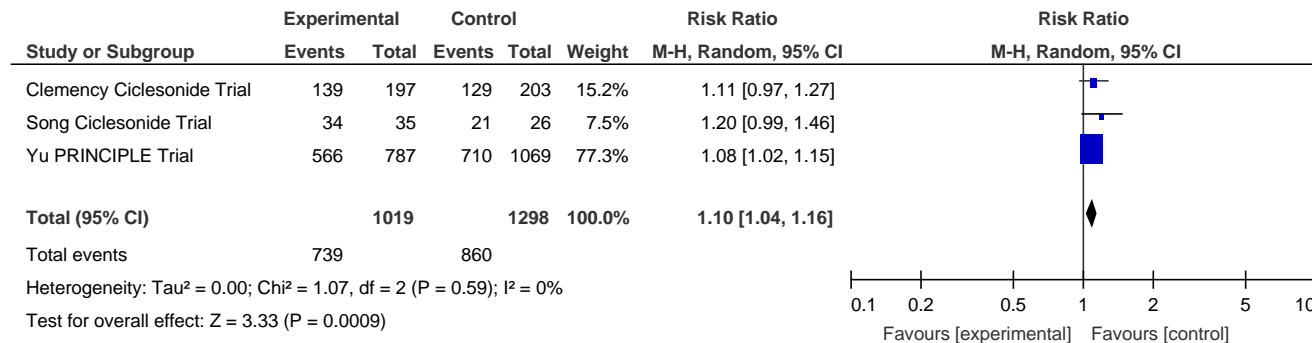 Experimental Control Risk Ratio Risk Ratio
Study or Subgroup Events Total Events Total Weight M-H, Random, 95% CI M-H, Random, 95% CI
Clemency Ciclesonide Trial 139 197 129 203 15.2% 1.11 [0.97, 1.27]
Song Ciclesonide Trial 34 35 21 26 7.5% 1.20 [0.99, 1.46]
Yu PRINCIPLE Trial 566 787 710 1069 77.3% 1.08 [1.02, 1.15]
Total (95% CI) 1019 1298 100.0% 1.10 [1.04, 1.16]
Total events 739 860
Heterogeneity: Tau² = 0.00; Chi² = 1.07, df = 2 (P = 0.59); I² = 0%
Test for overall effect: Z = 3.33 (P = 0.0009)
0.1 0.2 0.5 1 2 5 10
Favours [experimental] Favours [control]